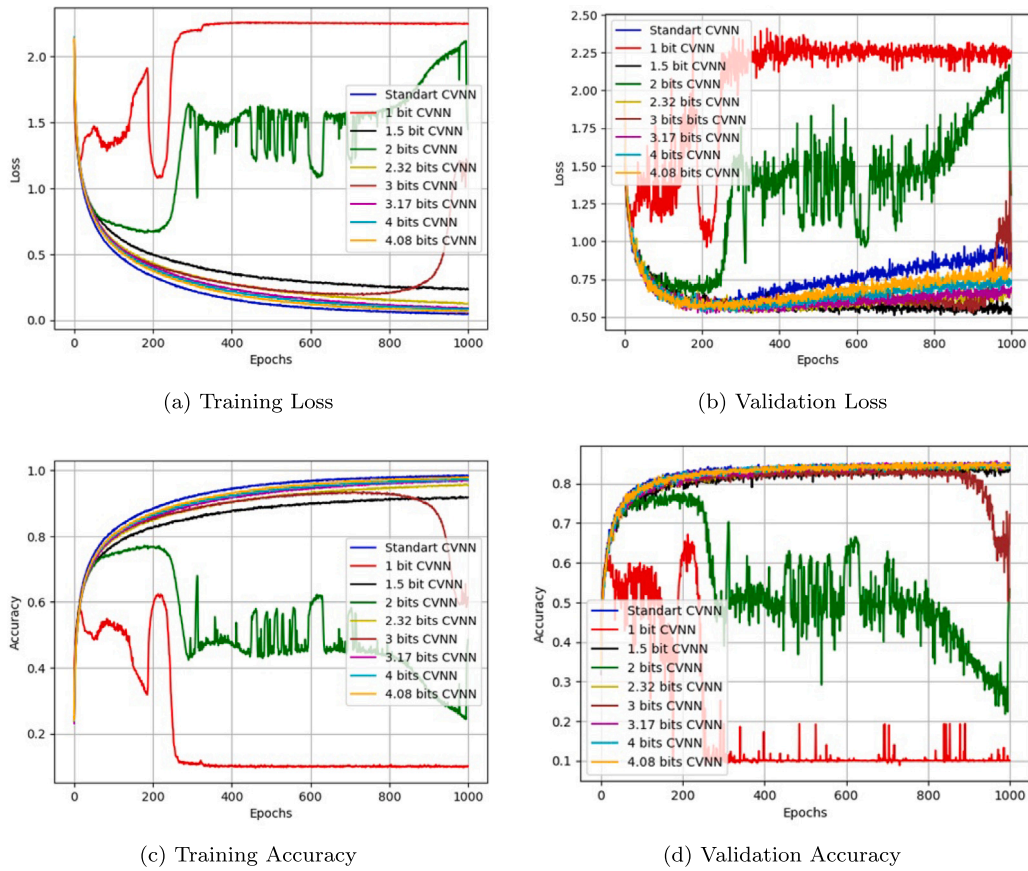 2.0
1.5
1.0
0.5
0.0
Loss
0
200
400
600
800
1000
Epochs
Standart CVNN
1 bit CVNN
1.5 bit CVNN
2 bits CVNN
2.32 bits CVNN
3 bits CVNN
3.17 bits CVNN
4 bits CVNN
4.08 bits CVNN
(a) Training Loss
2.50
2.25
2.00
1.75
1.50
1.25
1.00
0.75
0.50
Loss
0
200
400
600
800
1000
Epochs
Standart CVNN
1 bit CVNN
1.5 bit CVNN
2 bits CVNN
2.32 bits CVNN
3 bits bits CVNN
3.17 bits CVNN
4 bits CVNN
4.08 bits CVNN
(b) Validation Loss
1.0
0.8
0.6
0.4
0.2
Accuracy
0
200
400
600
800
1000
Epochs
Standart CVNN
1 bit CVNN
1.5 bit CVNN
2 bits CVNN
2.32 bits CVNN
3 bits CVNN
3.17 bits CVNN
4 bits CVNN
4.08 bits CVNN
(c) Training Accuracy
0.8
0.7
0.6
0.5
0.4
0.3
0.2
0.1
Accuracy
0
200
400
600
800
1000
Epochs
Standart CVNN
1 bit CVNN
1.5 bit CVNN
2 bits CVNN
2.32 bits CVNN
3 bits CVNN
3.17 bits CVNN
4 bits CVNN
4.08 bits CVNN
(d) Validation Accuracy